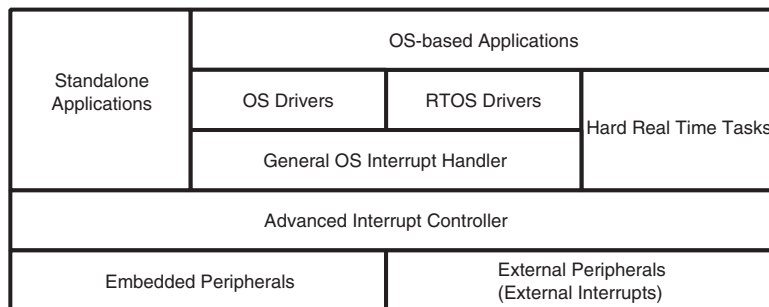 OS-based Applications
Standalone
Applications
OS Drivers
RTOS Drivers
Hard Real Time Tasks
General OS Interrupt Handler
Advanced Interrupt Controller
Embedded Peripherals
External Peripherals
(External Interrupts)